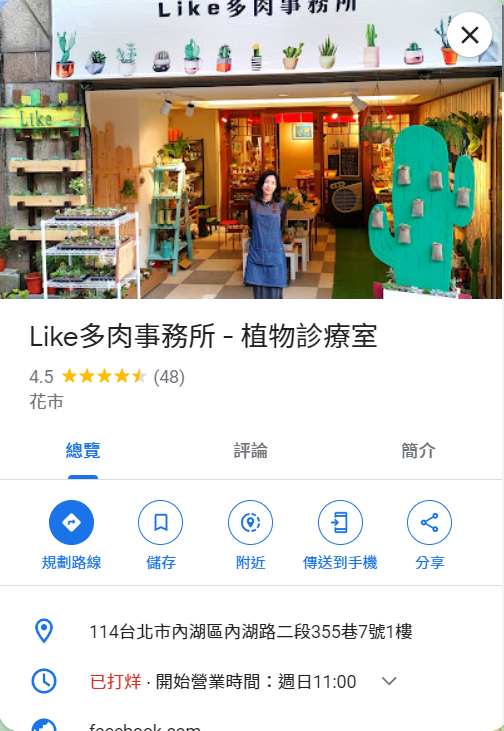 Like多肉事務所
Like
Like多肉事務所 - 植物診療室
4.5 (48)
花市
總覽 評論 簡介
規劃路線 儲存 附近 傳送到手機 分享
114台北市內湖區內湖路二段355巷7號1樓
已打烊 · 開始營業時間：週日11:00
facebook.com